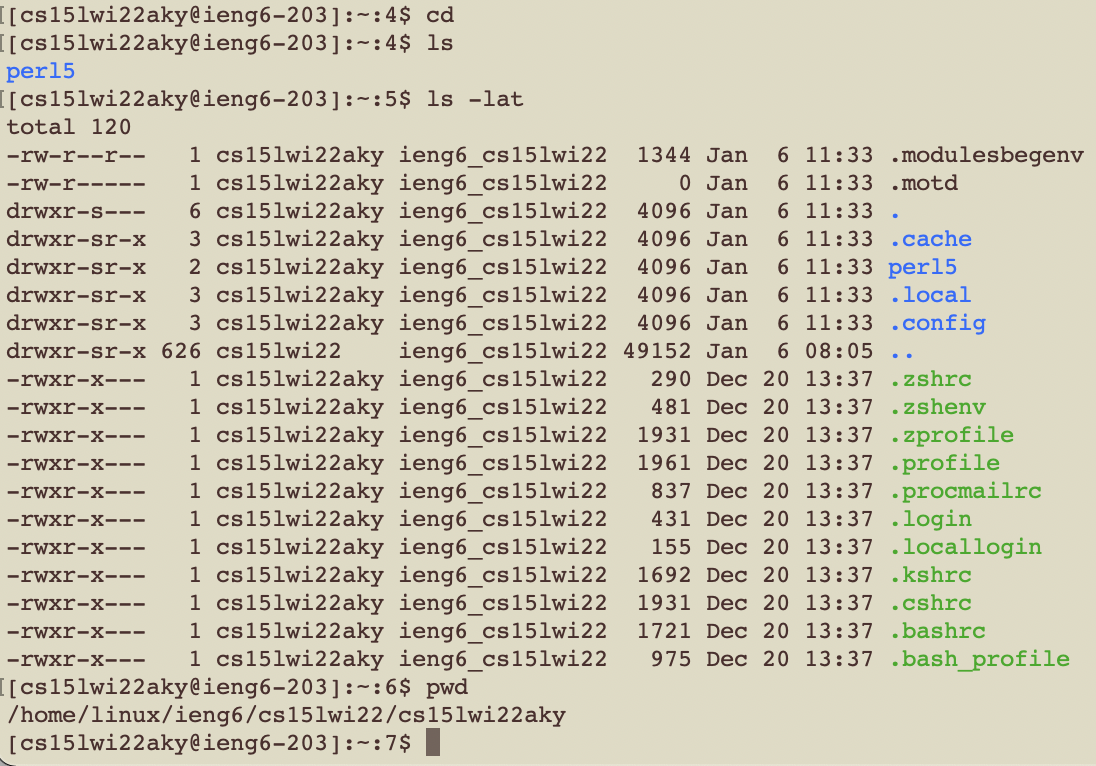 [[cs15lwi22aky@ieng6-203]:~:4$ cd
[[cs15lwi22aky@ieng6-203]:~:4$ ls
perl5
[[cs15lwi22aky@ieng6-203]:~:5$ ls -lat
total 120
-rw-r--r--   1 cs15lwi22aky ieng6_cs15lwi22  1344 Jan  6 11:33 .modulesbegenv
-rw-r-----   1 cs15lwi22aky ieng6_cs15lwi22     0 Jan  6 11:33 .motd
drwxr-s---   6 cs15lwi22aky ieng6_cs15lwi22  4096 Jan  6 11:33 .
drwxr-sr-x   3 cs15lwi22aky ieng6_cs15lwi22  4096 Jan  6 11:33 .cache
drwxr-sr-x   2 cs15lwi22aky ieng6_cs15lwi22  4096 Jan  6 11:33 perl5
drwxr-sr-x   3 cs15lwi22aky ieng6_cs15lwi22  4096 Jan  6 11:33 .local
drwxr-sr-x   3 cs15lwi22aky ieng6_cs15lwi22  4096 Jan  6 11:33 .config
drwxr-sr-x 626 cs15lwi22    ieng6_cs15lwi22 49152 Jan  6 08:05 ..
-rwxr-x---   1 cs15lwi22aky ieng6_cs15lwi22   290 Dec 20 13:37 .zshrc
-rwxr-x---   1 cs15lwi22aky ieng6_cs15lwi22   481 Dec 20 13:37 .zshenv
-rwxr-x---   1 cs15lwi22aky ieng6_cs15lwi22  1931 Dec 20 13:37 .zprofile
-rwxr-x---   1 cs15lwi22aky ieng6_cs15lwi22  1961 Dec 20 13:37 .profile
-rwxr-x---   1 cs15lwi22aky ieng6_cs15lwi22   837 Dec 20 13:37 .procmailrc
-rwxr-x---   1 cs15lwi22aky ieng6_cs15lwi22   431 Dec 20 13:37 .login
-rwxr-x---   1 cs15lwi22aky ieng6_cs15lwi22   155 Dec 20 13:37 .locallogin
-rwxr-x---   1 cs15lwi22aky ieng6_cs15lwi22  1692 Dec 20 13:37 .kshrc
-rwxr-x---   1 cs15lwi22aky ieng6_cs15lwi22  1931 Dec 20 13:37 .cshrc
-rwxr-x---   1 cs15lwi22aky ieng6_cs15lwi22  1721 Dec 20 13:37 .bashrc
-rwxr-x---   1 cs15lwi22aky ieng6_cs15lwi22   975 Dec 20 13:37 .bash_profile
[[cs15lwi22aky@ieng6-203]:~:6$ pwd
/home/linux/ieng6/cs15lwi22/cs15lwi22aky
[cs15lwi22aky@ieng6-203]:~:7$